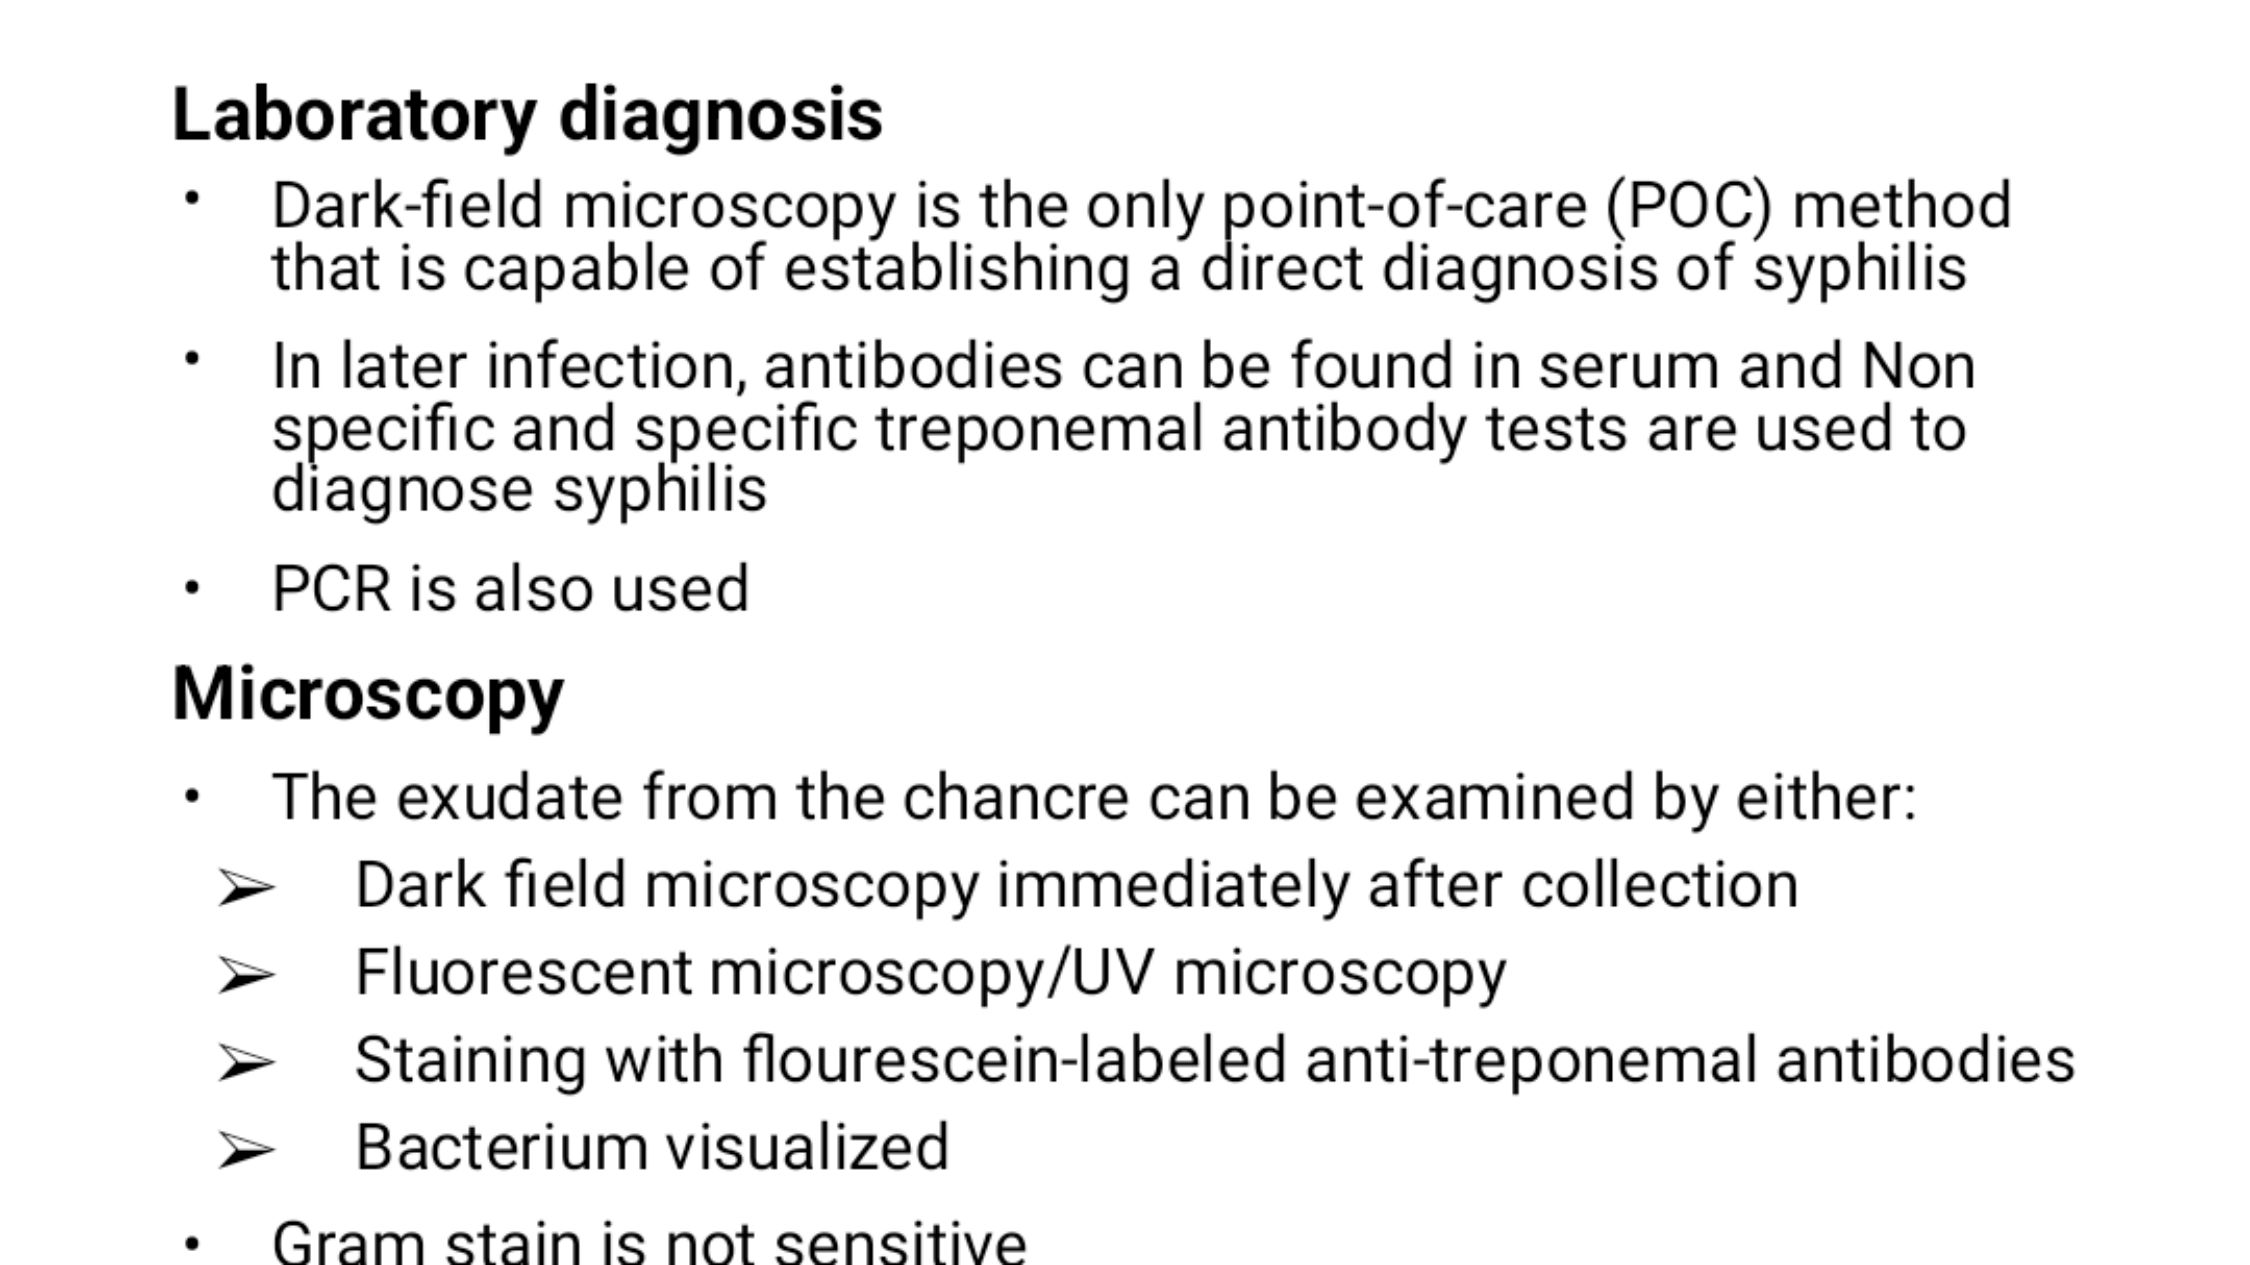 Laboratory diagnosis
• Dark-field microscopy is the only point-of-care (POC) method
that is capable of establishing a direct diagnosis of syphilis
• In later infection, antibodies can be found in serum and Non
specific and specific treponemal antibody tests are used to
diagnose syphilis
• PCR is also used
Microscopy
• The exudate from the chancre can be examined by either:
➢ Dark field microscopy immediately after collection
➢ Fluorescent microscopy/UV microscopy
➢ Staining with flourescein-labeled anti-treponemal antibodies
➢ Bacterium visualized
• Gram stain is not sensitive